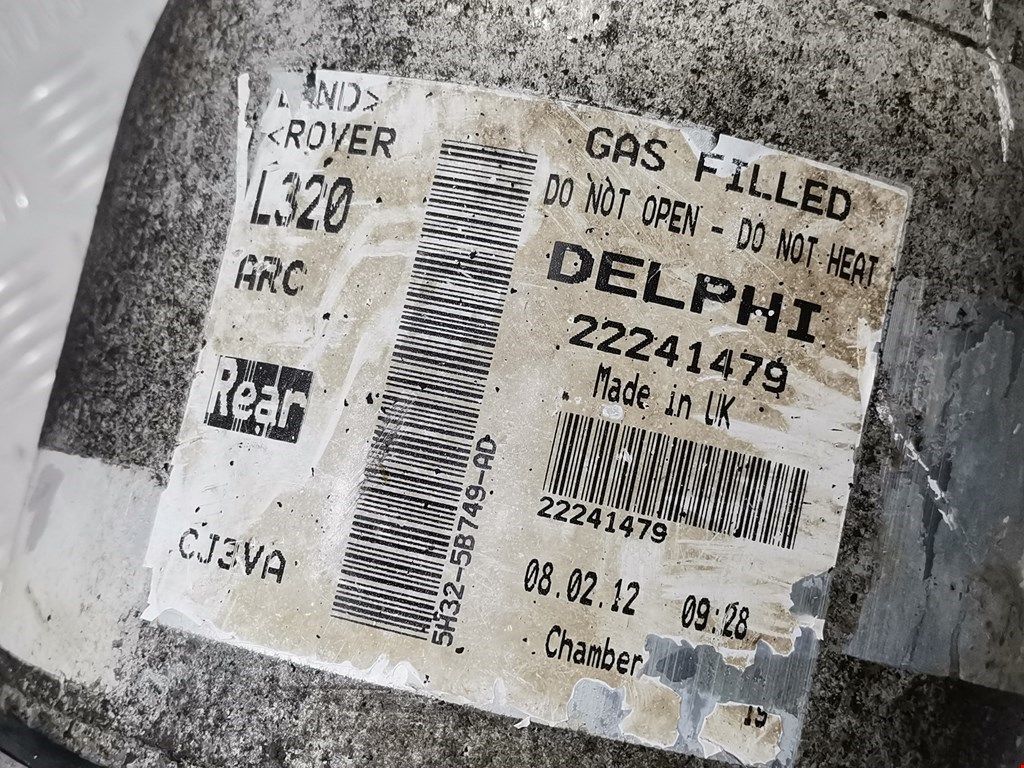 LAND>
<ROVER
L320
ARC
Rear
CJ3VA
5H32-5B749-AD
GAS FILLED
DO NOT OPEN - DO NOT HEAT
DELPHI
22241479
Made in UK
22241479
08.02.12 09:28
Chamber
19